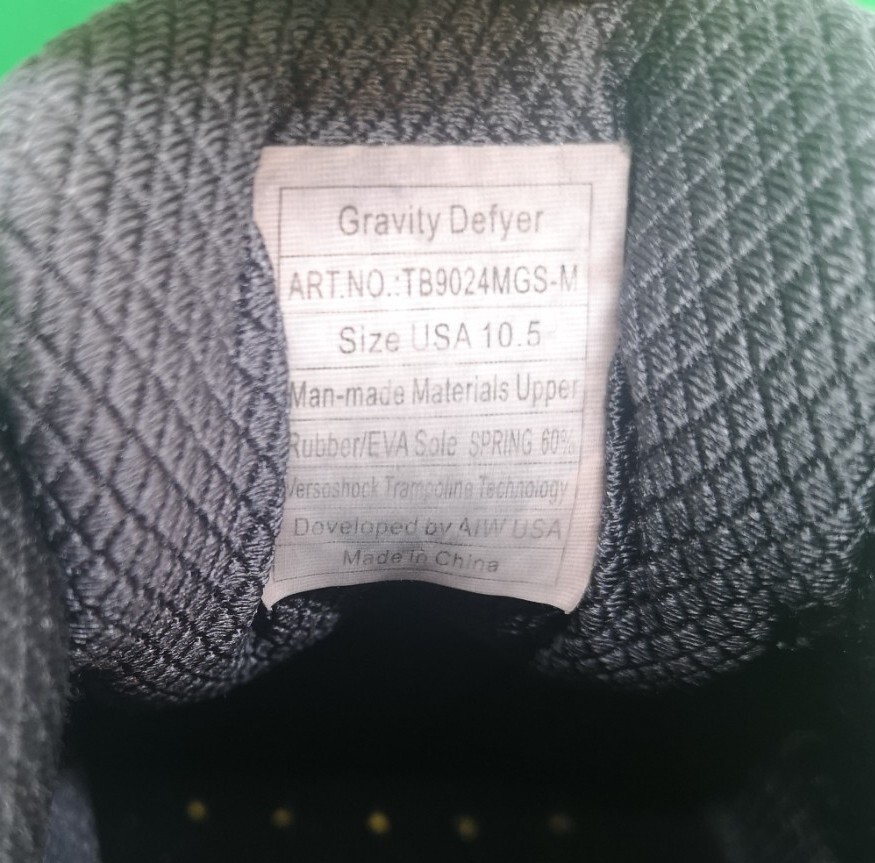 Gravity Defyer
ART.NO.:TB9024MGS-M
Size USA 10.5
Man-made Materials Upper
Rubber/EVA Sole SPRING 60%
Versoshock Trampoline Technology
Doveloped by AIW USA
Made in China